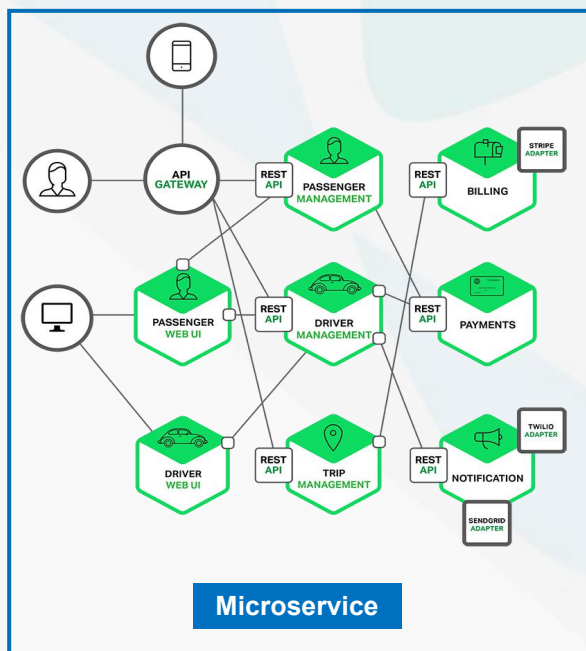 API
GATEWAY
REST
API
PASSENGER
MANAGEMENT
REST
API
BILLING
STRIPE
ADAPTER
PASSENGER
WEB UI
REST
API
DRIVER
MANAGEMENT
REST
API
PAYMENTS
DRIVER
WEB UI
REST
API
TRIP
MANAGEMENT
REST
API
NOTIFICATION
TWILIO
ADAPTER
SENDGRID
ADAPTER
Microservice